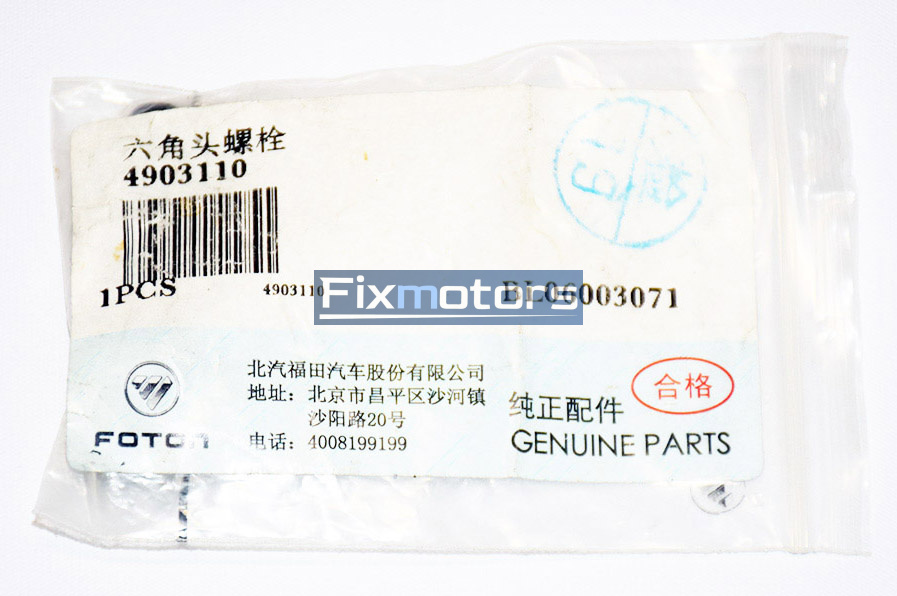 六角头螺栓
4903110
1PCS
4903110
BL06003071
Fixmotors
FOTON
北汽福田汽车股份有限公司
地址：北京市昌平区沙河镇
沙阳路20号
电话：4008199199
合格
纯正配件
GENUINE PARTS